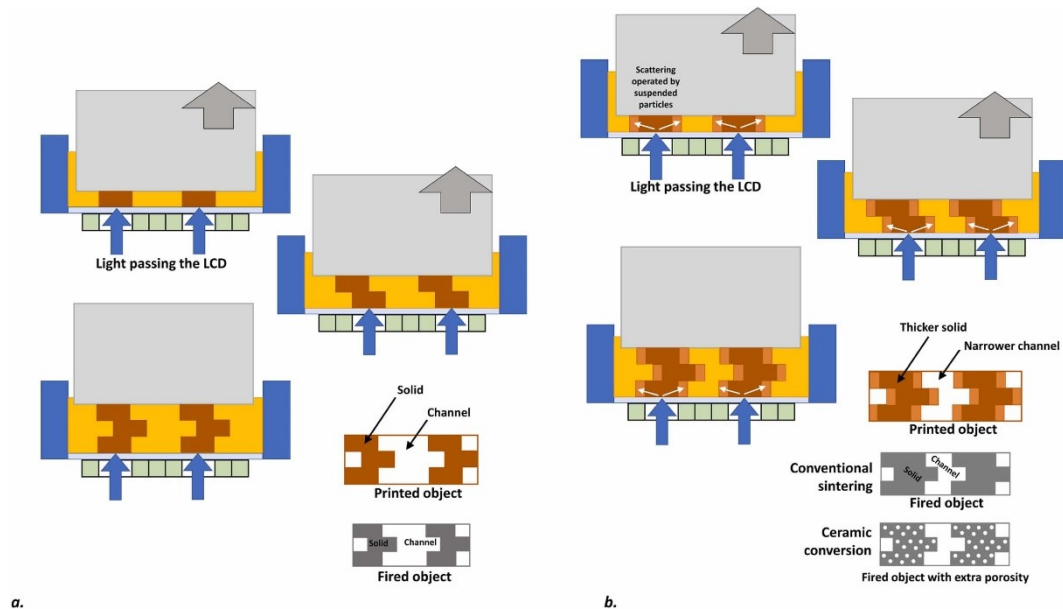 Light passing the LCD
Solid
Channel
Printed object
Solid
Channel
Fired object
a.
Scattering
operated by
suspended
particles
Light passing the LCD
Thicker solid
Narrower channel
Printed object
Conventional
sintering
Solid
Channel
Fired object
Ceramic
conversion
Fired object with extra porosity
b.